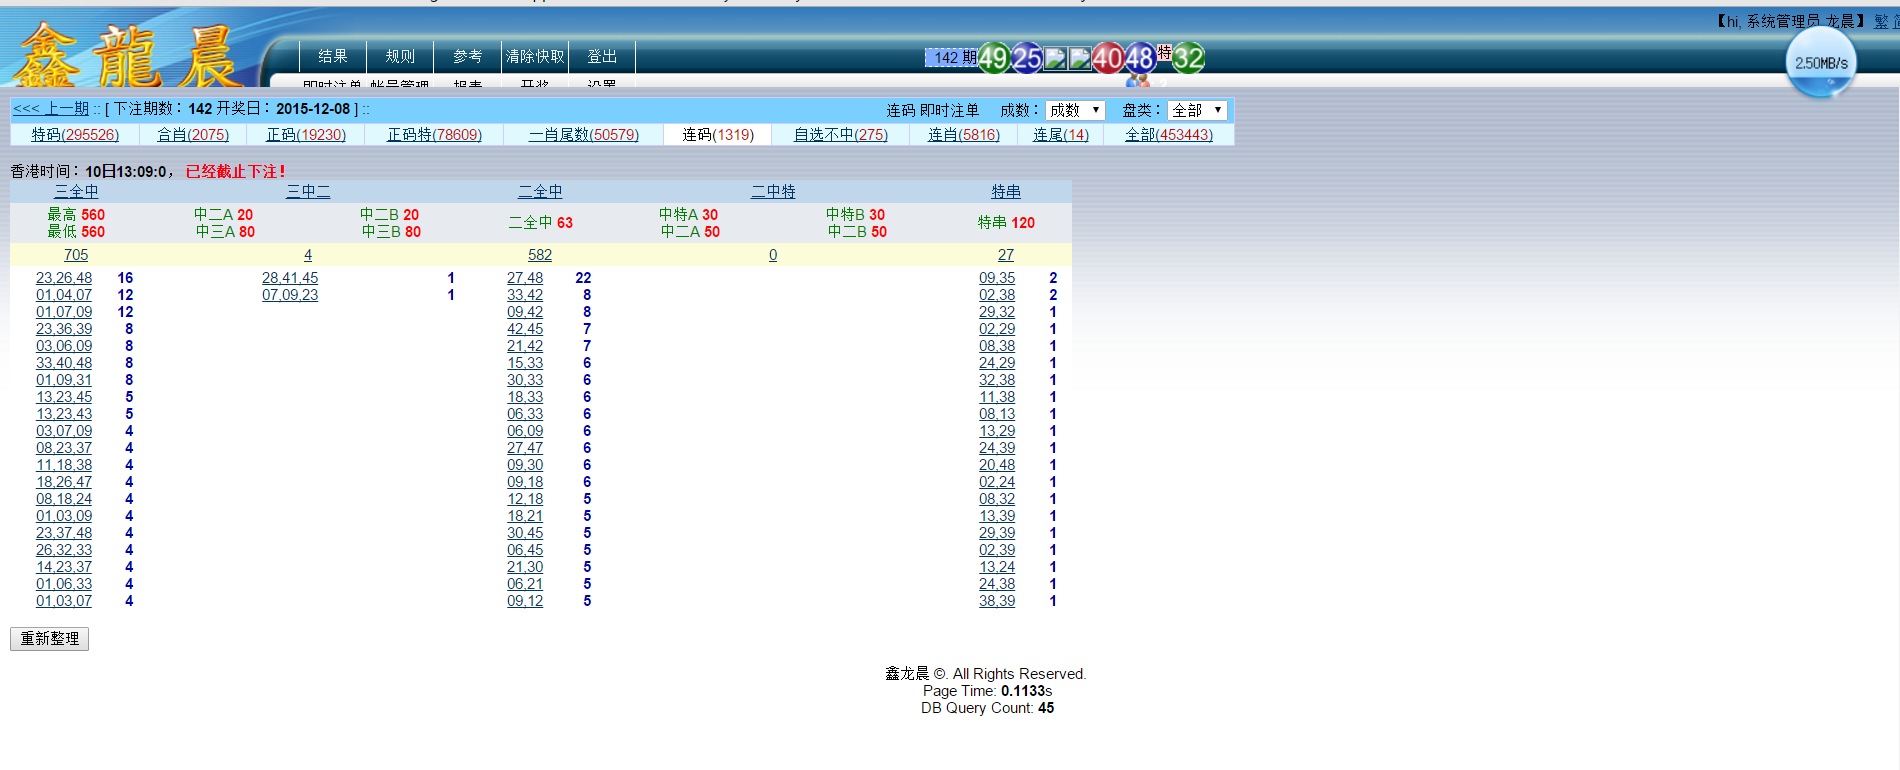 【hi, 系统管理员 龙晨】 繁
鑫龍晨
结果 规则 参考 清除快取 登出
142 期 49 25 40 48 特 32
2.50MB/s
即时注单 帐号管理 报表 开奖 设置
<<< 上一期 :: [ 下注期数：142 开奖日：2015-12-08 ] ::
连码 即时注单 成数： 成数 盘类： 全部
特码(295526) 合肖(2075) 正码(19230) 正码特(78609) 一肖尾数(50579) 连码(1319) 自选不中(275) 连肖(5816) 连尾(14) 全部(453443)
香港时间：10日13:09:0， 已经截止下注！
三全中 三中二 二全中 二中特 特串
最高 560 中二A 20 中二B 20 二全中 63 中特A 30 中特B 30 特串 120
最低 560 中三A 80 中三B 80 中二A 50 中二B 50
705 4 582 0 27
23,26,48 16 28,41,45 1 27,48 22 09,35 2
01,04,07 12 07,09,23 1 33,42 8 02,38 2
01,07,09 12 09,42 8 29,32 1
23,36,39 8 42,45 7 02,29 1
03,06,09 8 21,42 7 08,38 1
33,40,48 8 15,33 6 24,29 1
01,09,31 8 30,33 6 32,38 1
13,23,45 5 18,33 6 11,38 1
13,23,43 5 06,33 6 08,13 1
03,07,09 4 06,09 6 13,29 1
08,23,37 4 27,47 6 24,39 1
11,18,38 4 09,30 6 20,48 1
18,26,47 4 09,18 6 02,24 1
08,18,24 4 12,18 5 08,32 1
01,03,09 4 18,21 5 13,39 1
23,37,48 4 30,45 5 29,39 1
26,32,33 4 06,45 5 02,39 1
14,23,37 4 21,30 5 13,24 1
01,06,33 4 06,21 5 24,38 1
01,03,07 4 09,12 5 38,39 1
重新整理
鑫龙晨 ©. All Rights Reserved.
Page Time: 0.1133s
DB Query Count: 45